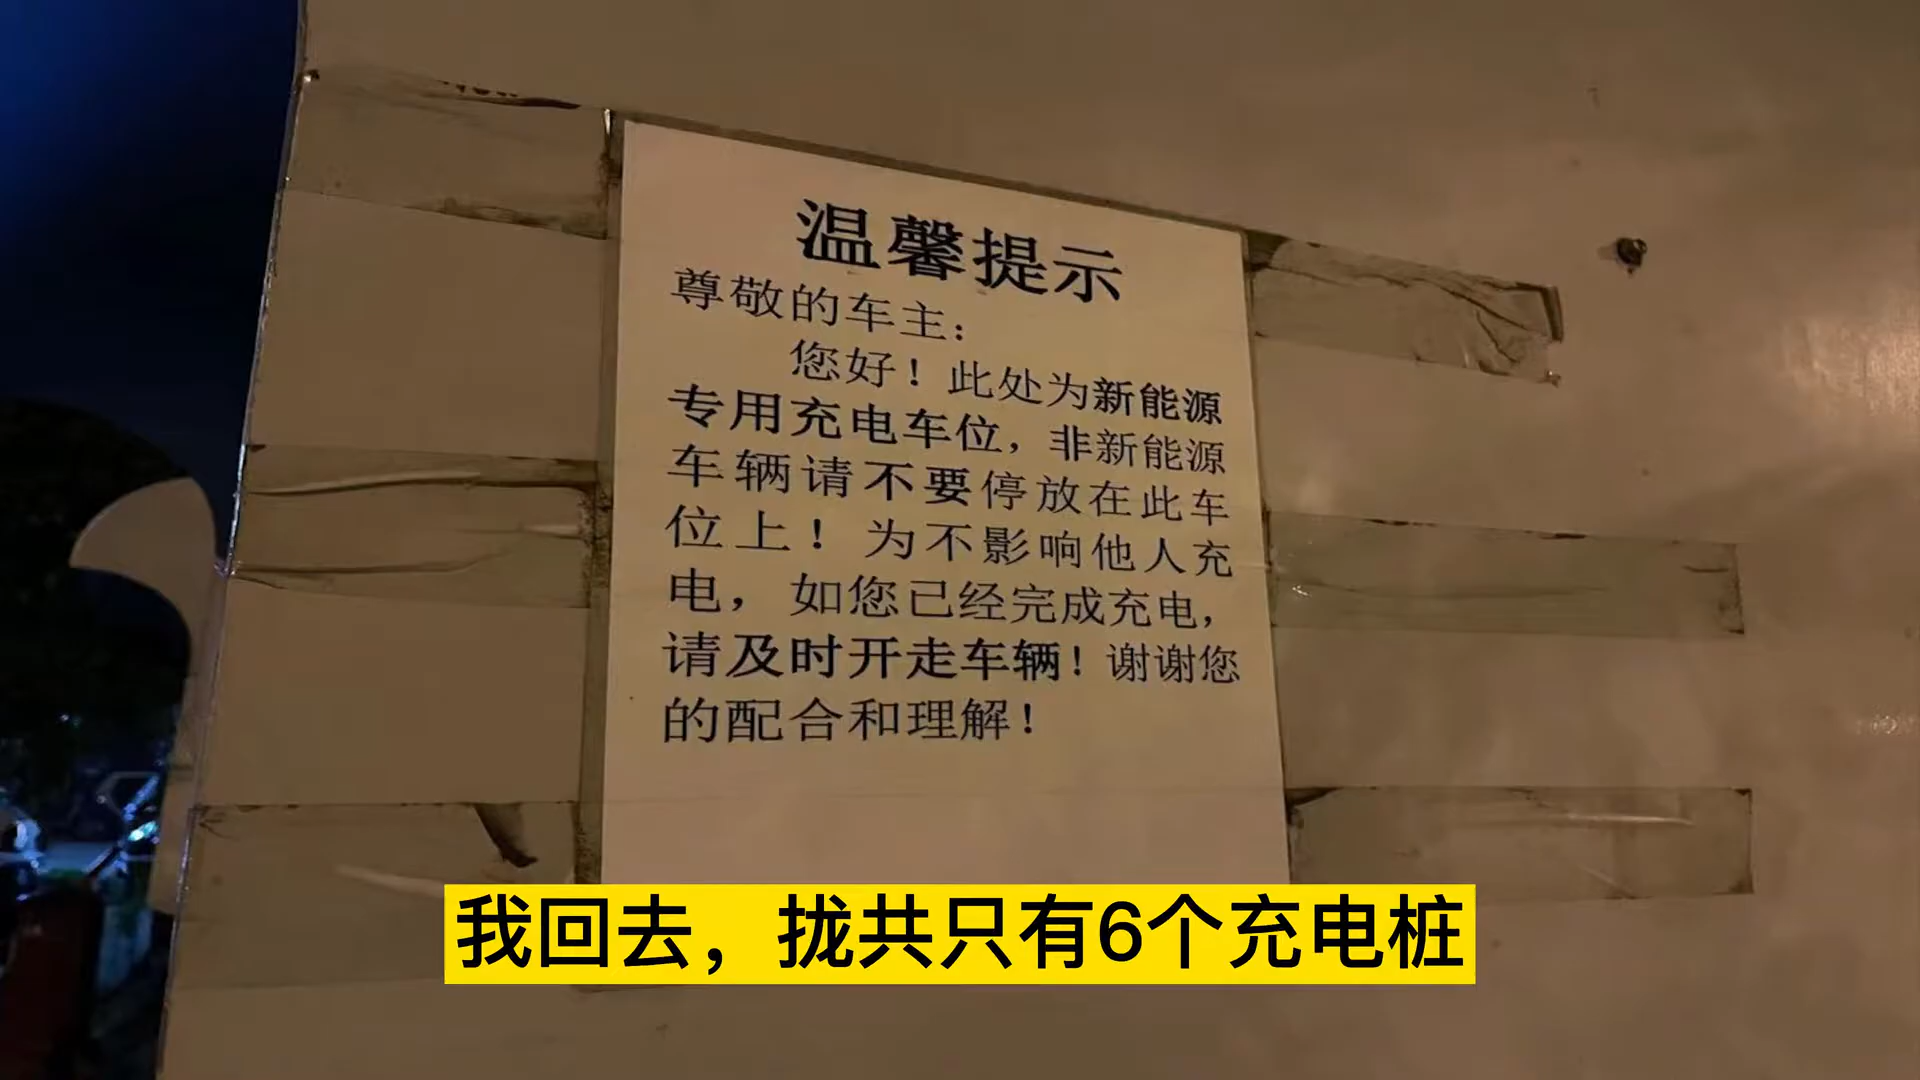 温馨提示
尊敬的车主：
您好！此处为新能源
专用充电车位，非新能源
车辆请不要停放在此车
位上！为不影响他人充
电，如您已经完成充电，
请及时开走车辆！谢谢您
的配合和理解！
我回去，拢共只有6个充电桩